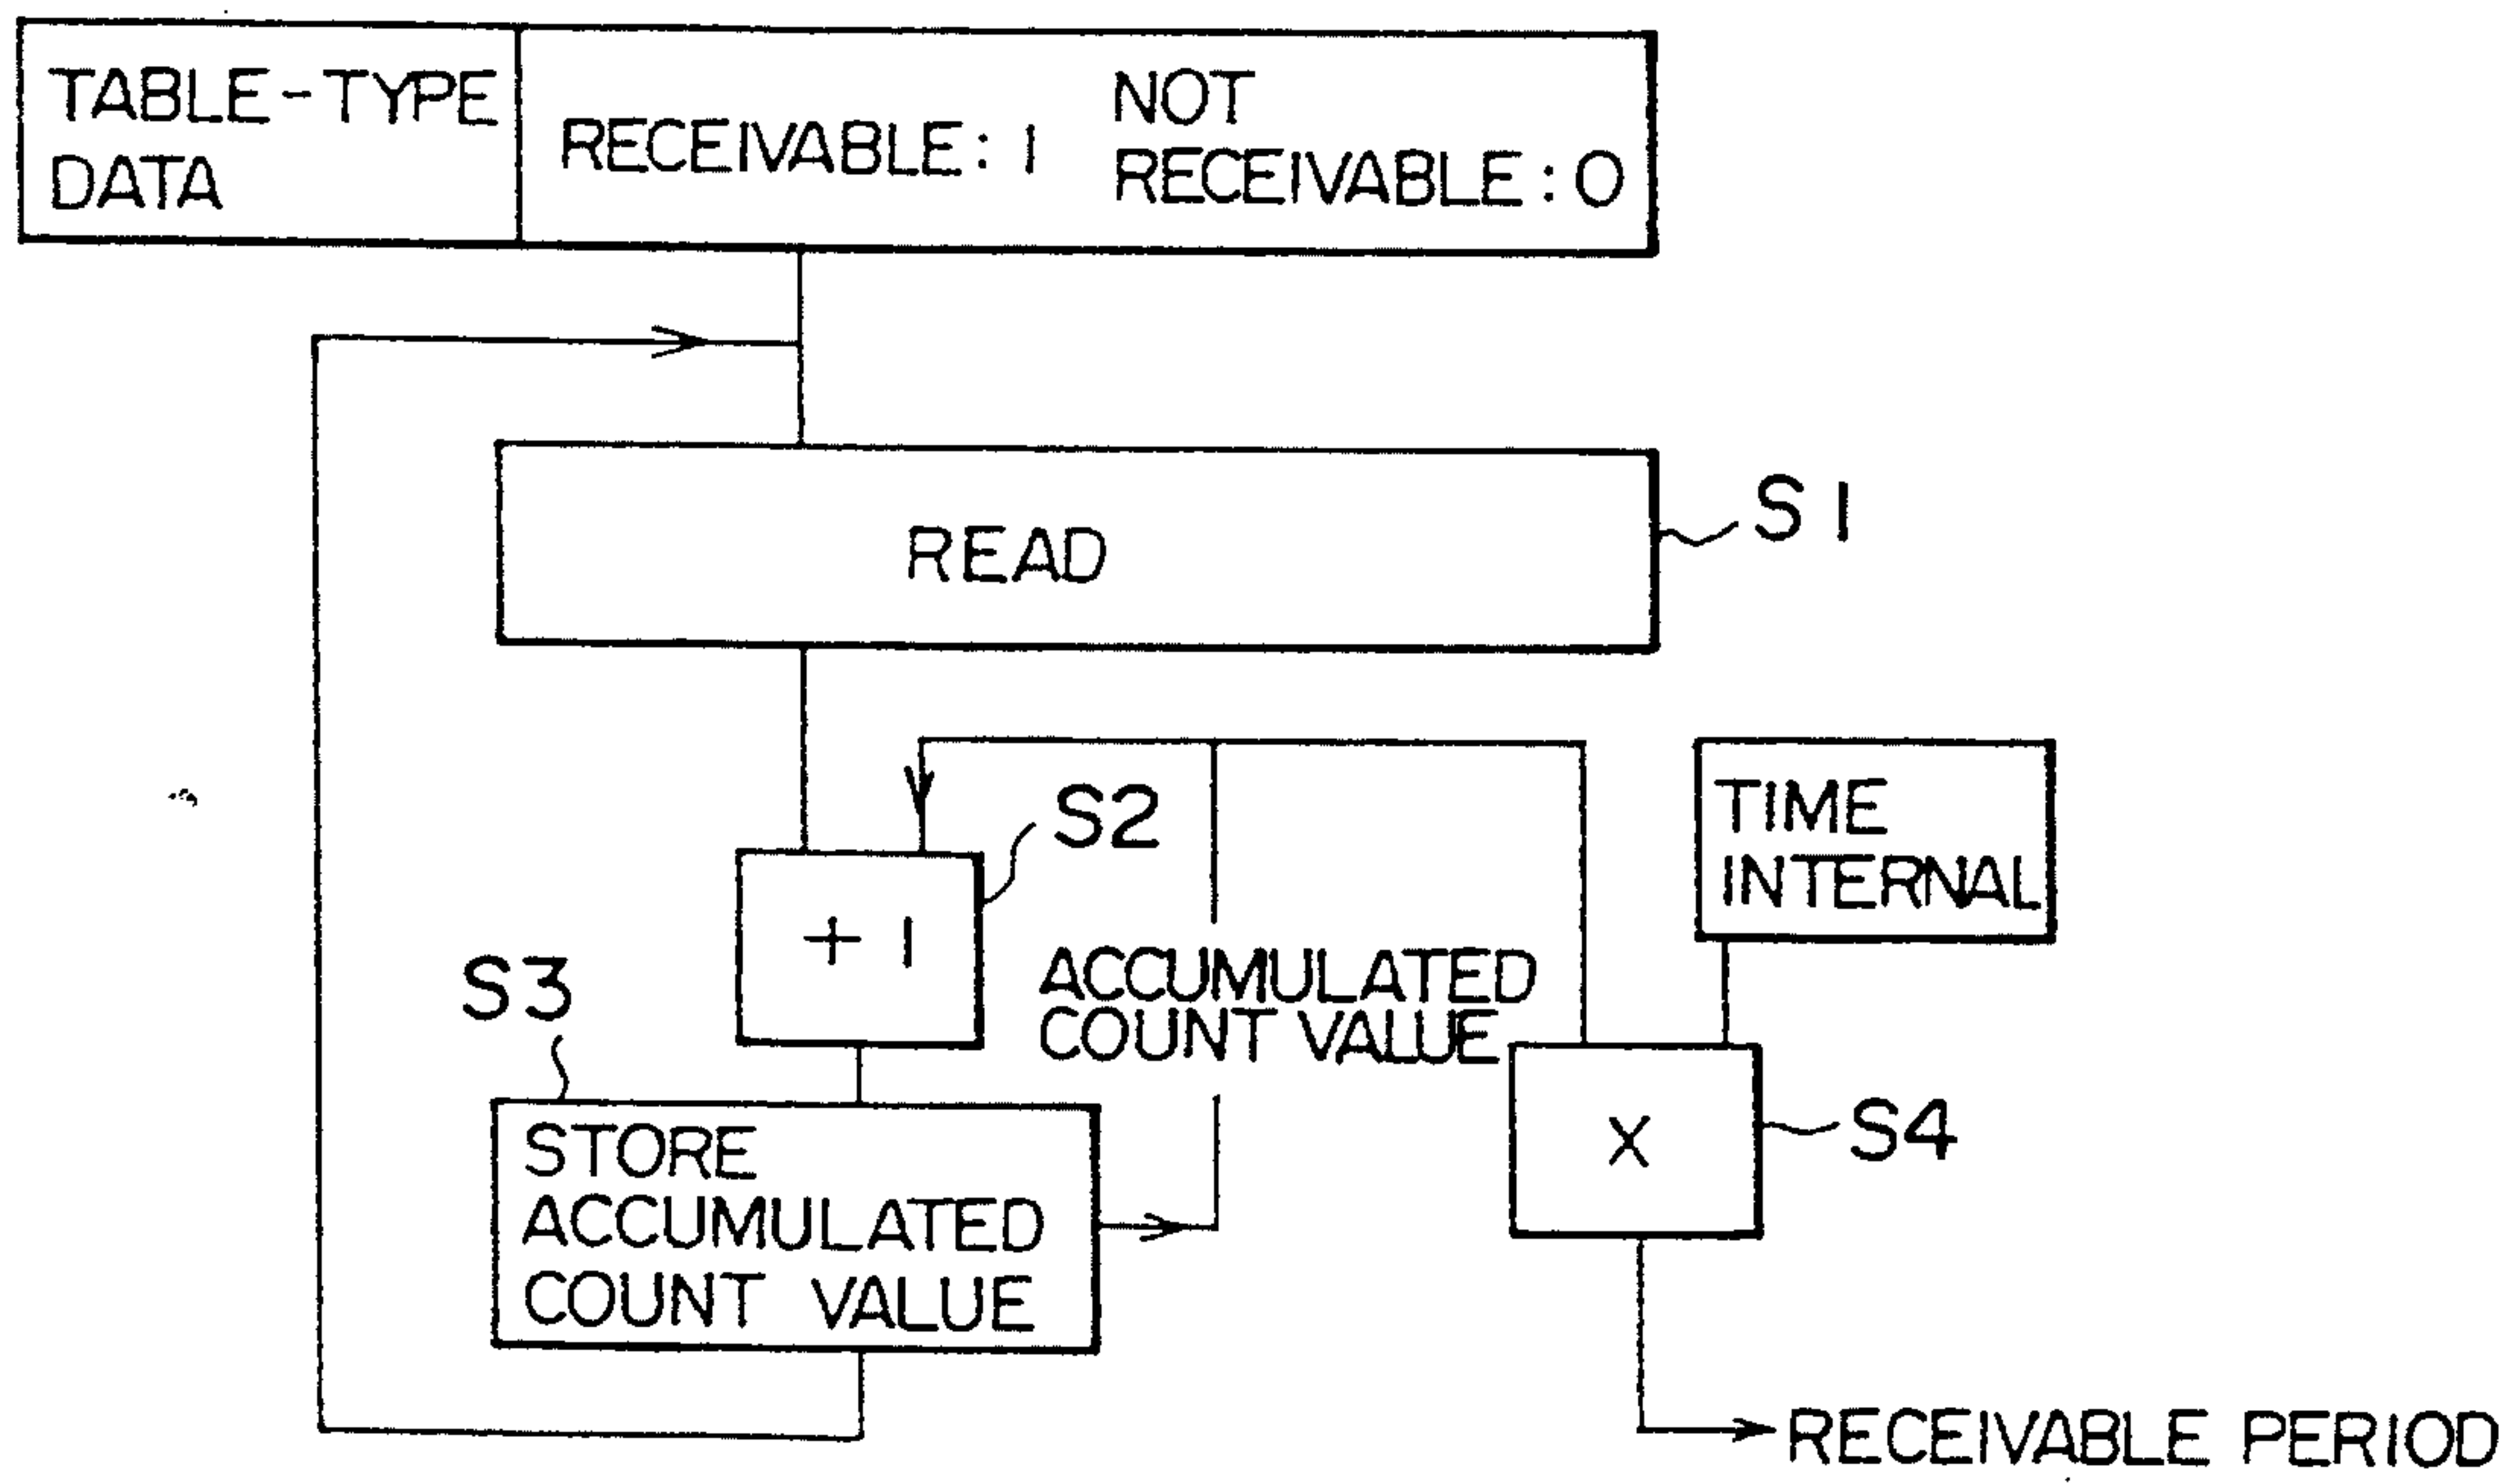 TABLE-TYPE
DATA
RECEIVABLE: 1
NOT
RECEIVABLE: 0
READ
S1
S2
+1
TIME
INTERNAL
S3
ACCUMULATED
COUNT VALUE
STORE
ACCUMULATED
COUNT VALUE
X
S4
RECEIVABLE PERIOD